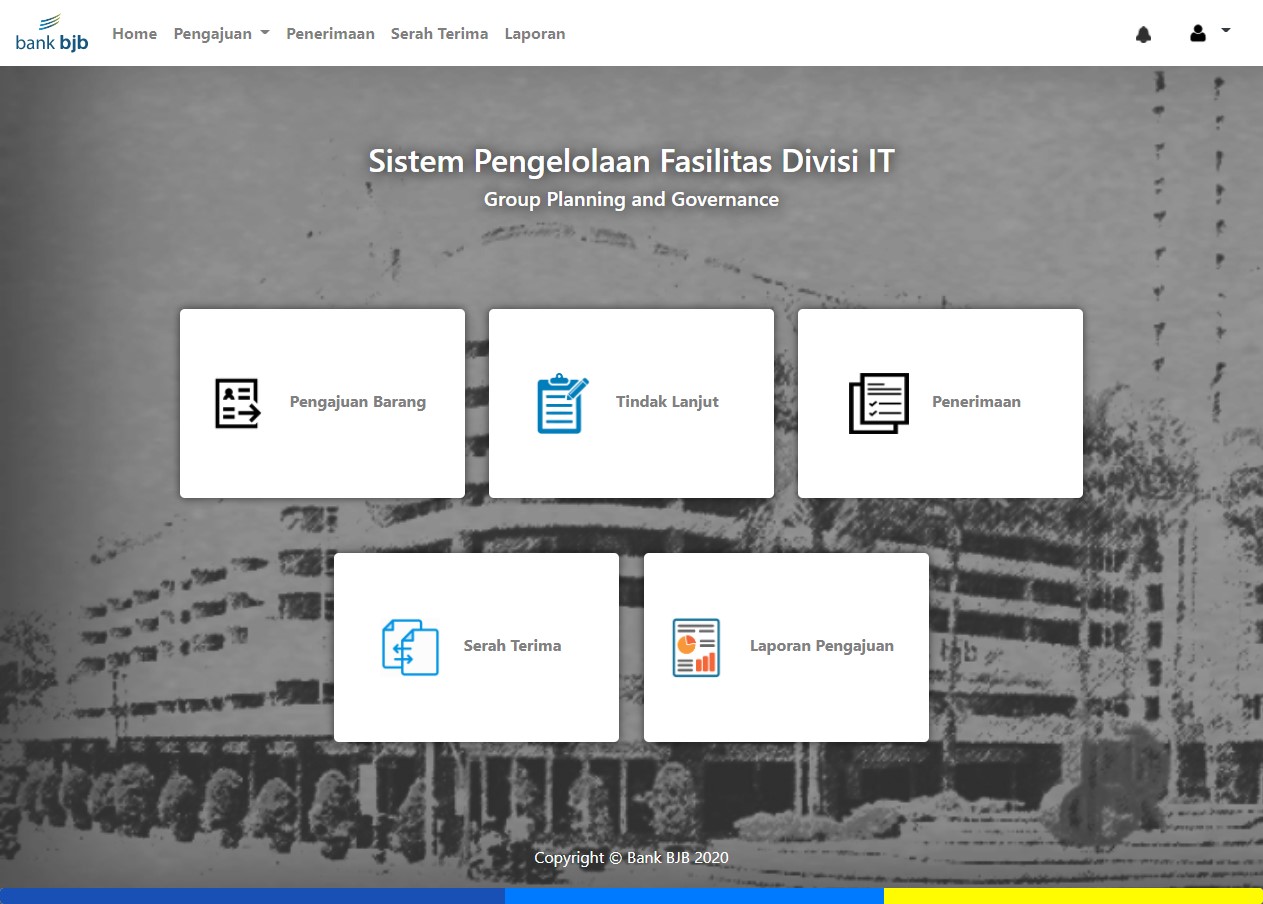 bank bjb
Home Pengajuan Penerimaan Serah Terima Laporan
Sistem Pengelolaan Fasilitas Divisi IT
Group Planning and Governance
Pengajuan Barang
Tindak Lanjut
Penerimaan
Serah Terima
Laporan Pengajuan
Copyright © Bank BJB 2020